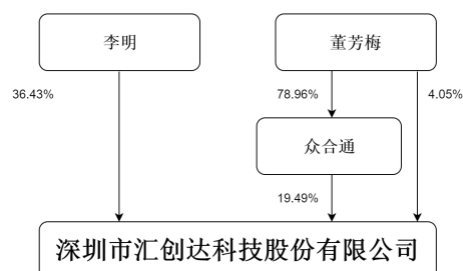 李明
董芳梅
36.43%
78.96%
4.05%
众合通
19.49%
深圳市汇创达科技股份有限公司